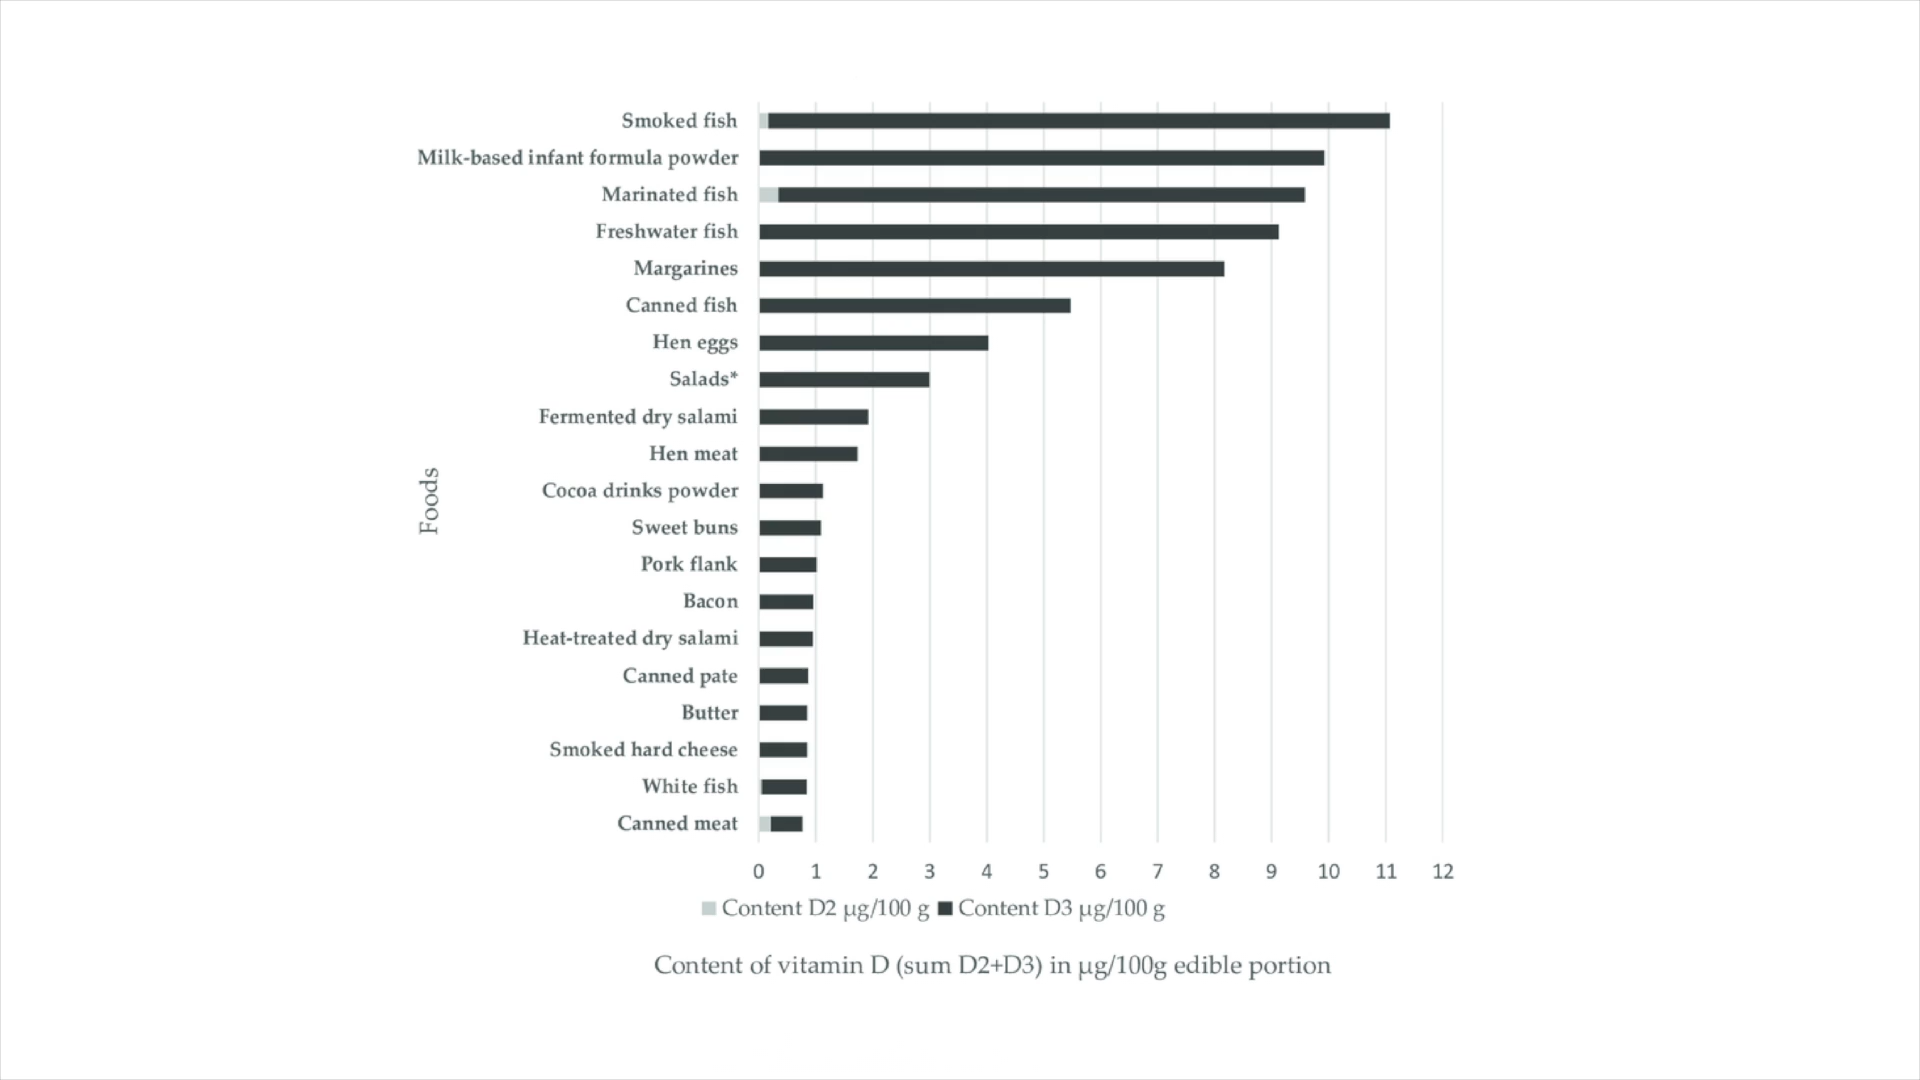 Smoked fish
Milk-based infant formula powder
Marinated fish
Freshwater fish
Margarines
Canned fish
Hen eggs
Salads*
Fermented dry salami
Hen meat
Cocoa drinks powder
Sweet buns
Pork flank
Bacon
Heat-treated dry salami
Canned pate
Butter
Smoked hard cheese
White fish
Canned meat
Foods
0 1 2 3 4 5 6 7 8 9 10 11 12
Content D2 µg/100 g Content D3 µg/100 g
Content of vitamin D (sum D2+D3) in µg/100g edible portion